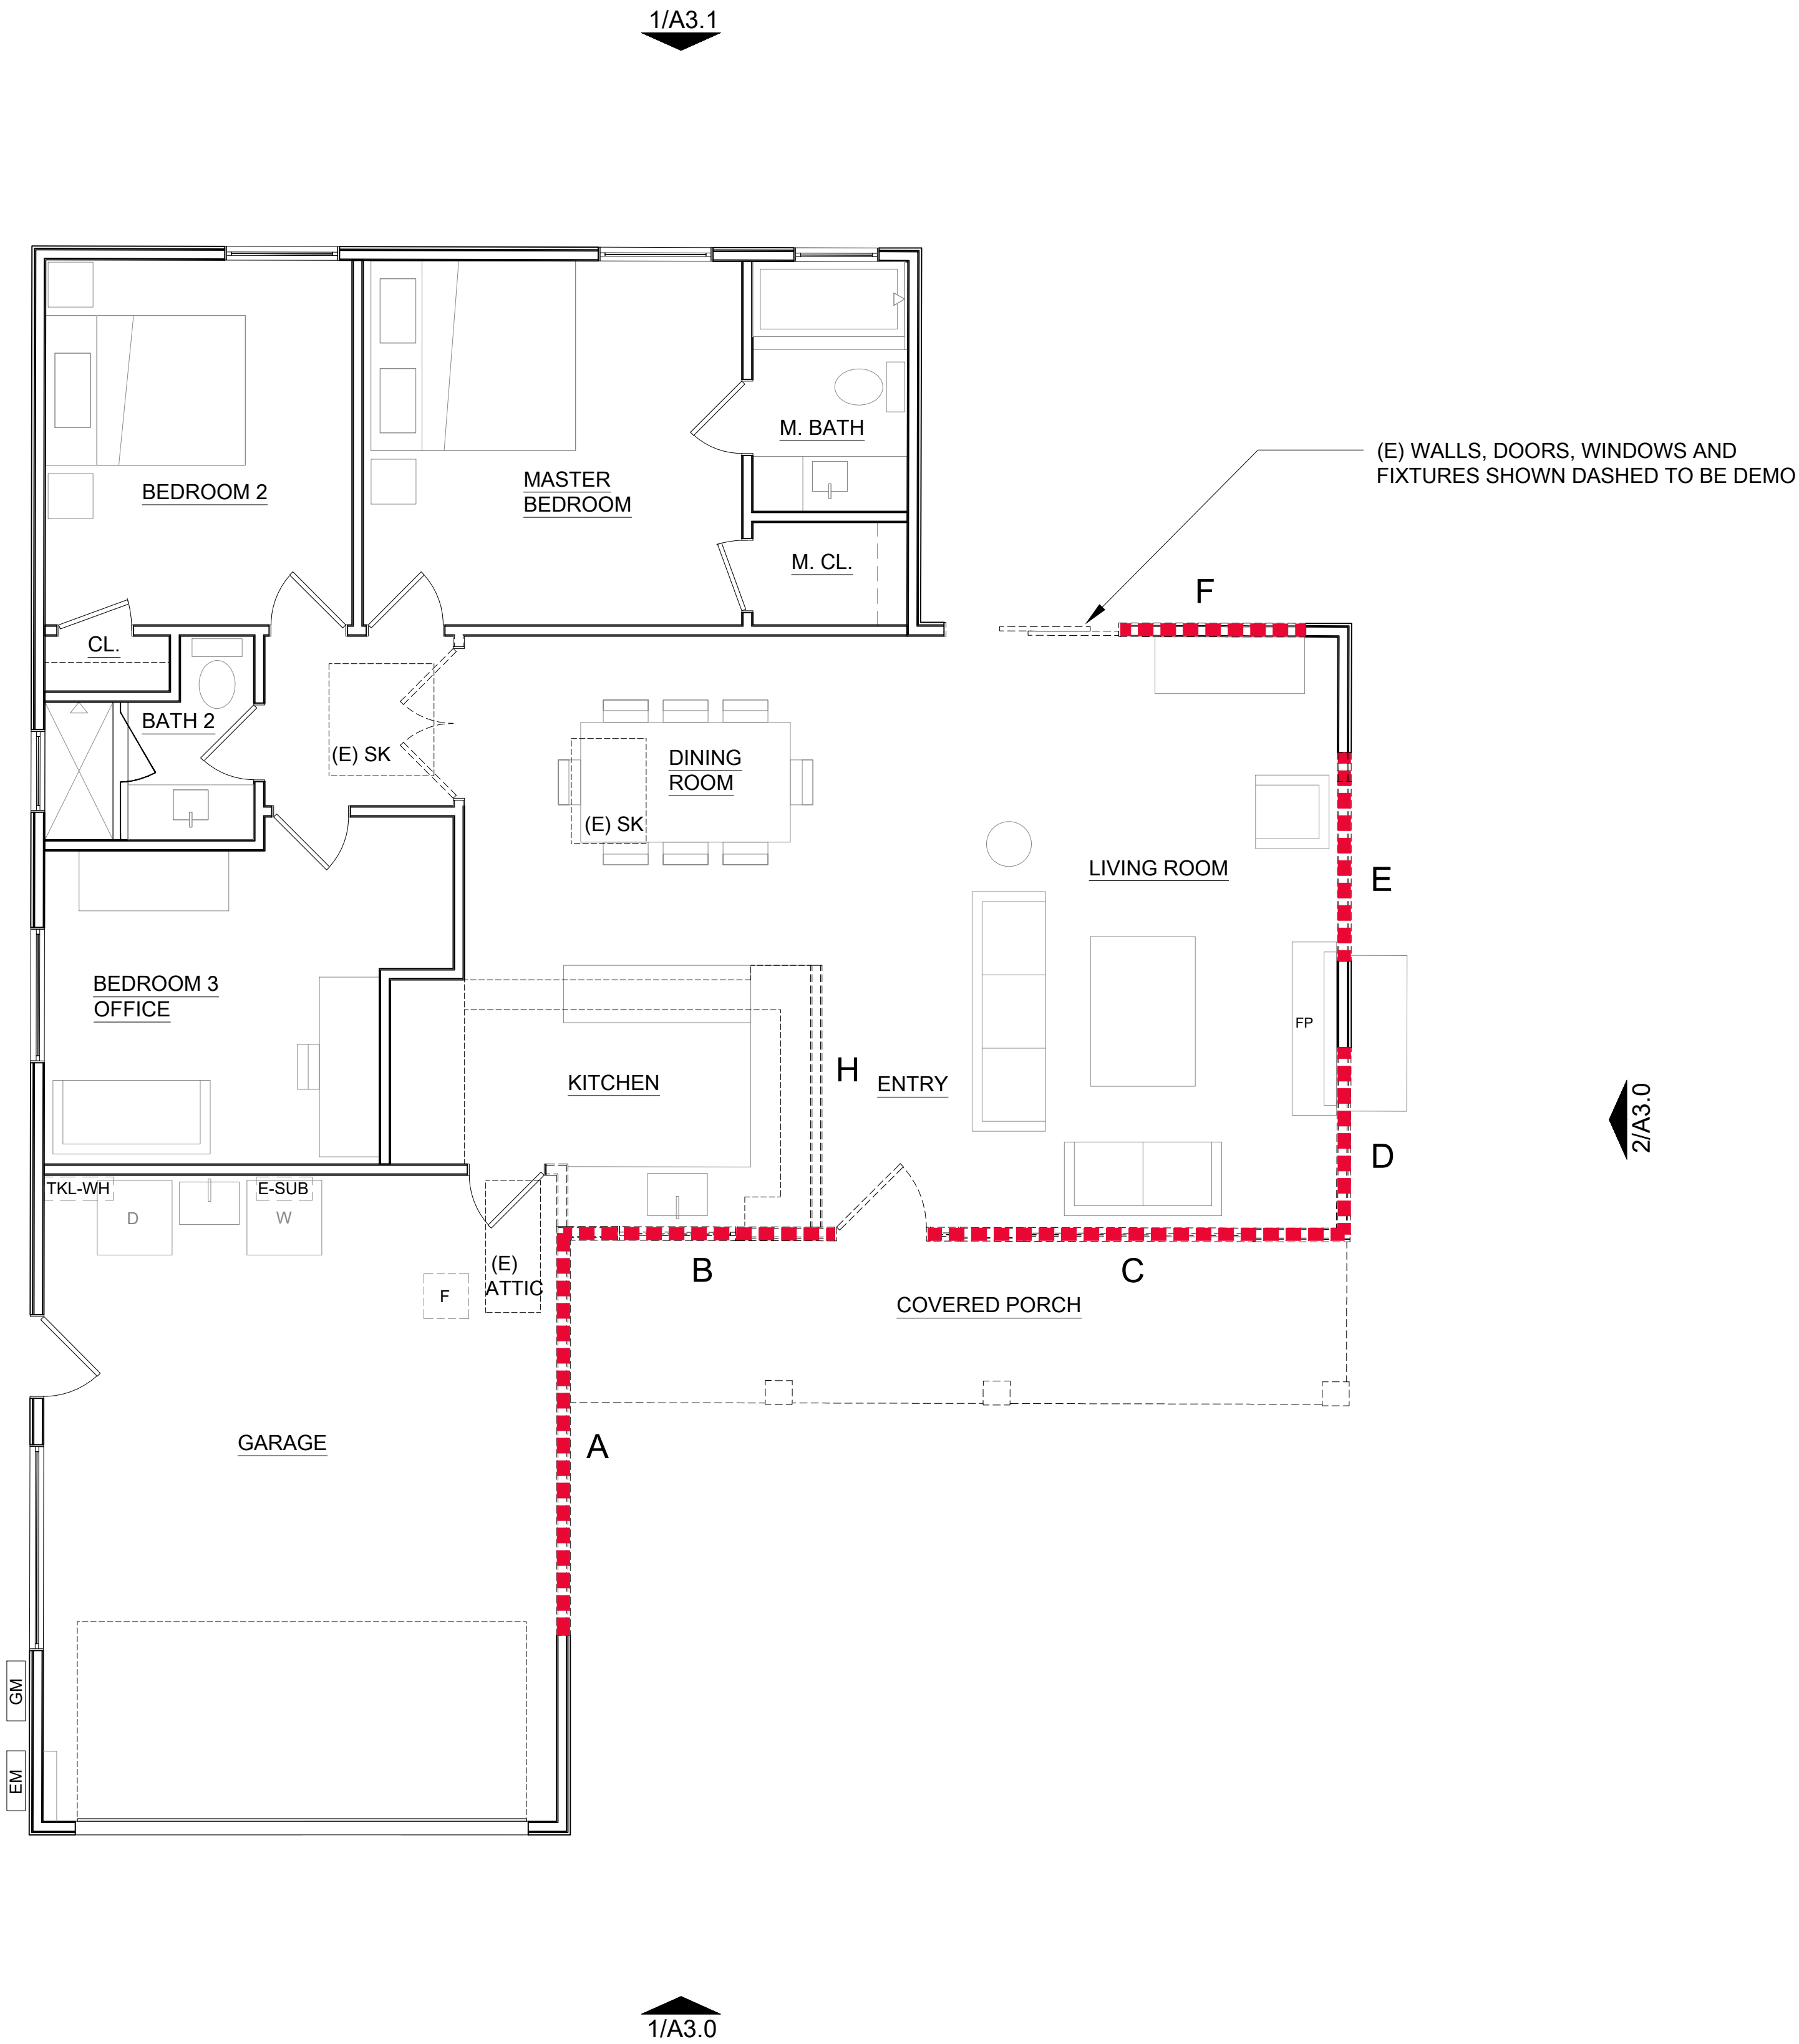 1/A3.1
(E) WALLS, DOORS, WINDOWS AND
FIXTURES SHOWN DASHED TO BE DEMO
M. BATH
MASTER
BEDROOM
BEDROOM 2
M. CL.
F
CL.
BATH 2
(E) SK
DINING
ROOM
(E) SK
LIVING ROOM
E
BEDROOM 3
OFFICE
FP
H
KITCHEN
ENTRY
2/A3.0
D
TKL-WH
E-SUB
D
W
(E)
ATTIC
F
B
C
COVERED PORCH
A
GARAGE
GM
EM
1/A3.0